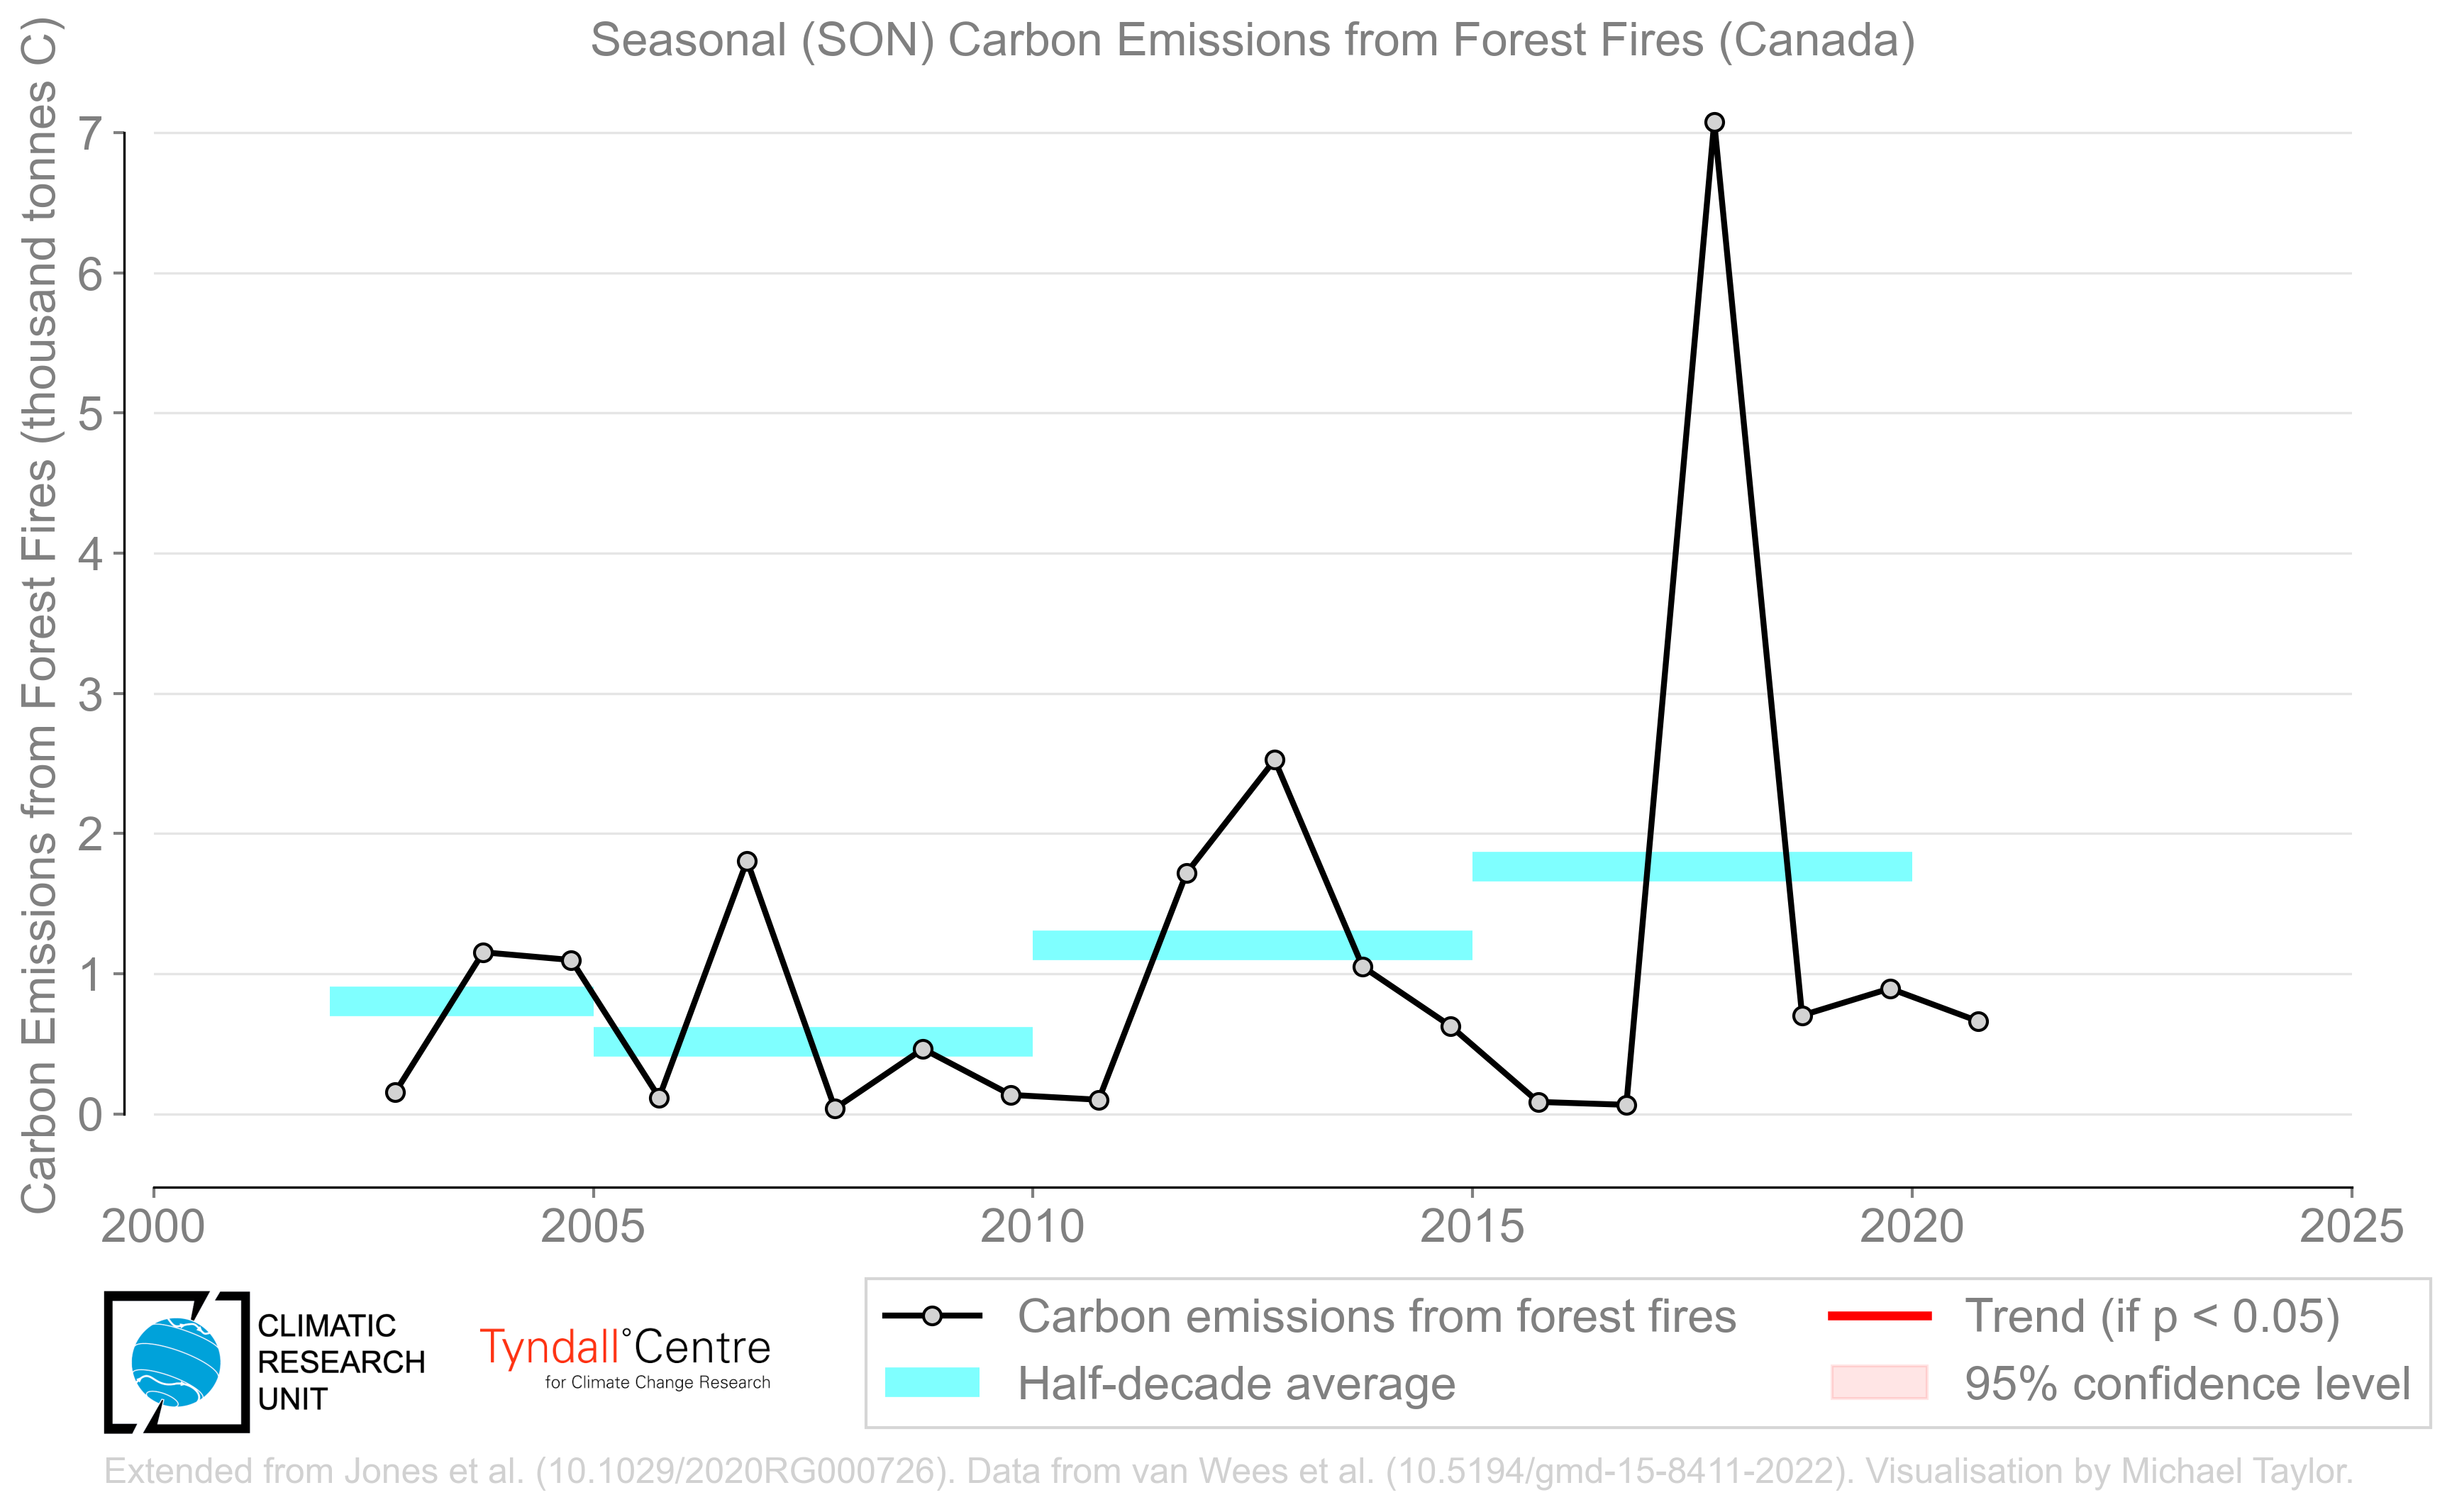 Seasonal (SON) Carbon Emissions from Forest Fires (Canada)
Carbon Emissions from Forest Fires (thousand tonnes C)
7
6
5
4
3
2
1
0
2000 2005 2010 2015 2020 2025
CLIMATIC
RESEARCH
UNIT
Tyndall°Centre
for Climate Change Research
Carbon emissions from forest fires
Half-decade average
Trend (if p < 0.05)
95% confidence level
Extended from Jones et al. (10.1029/2020RG000726). Data from van Wees et al. (10.5194/gmd-15-8411-2022). Visualisation by Michael Taylor.